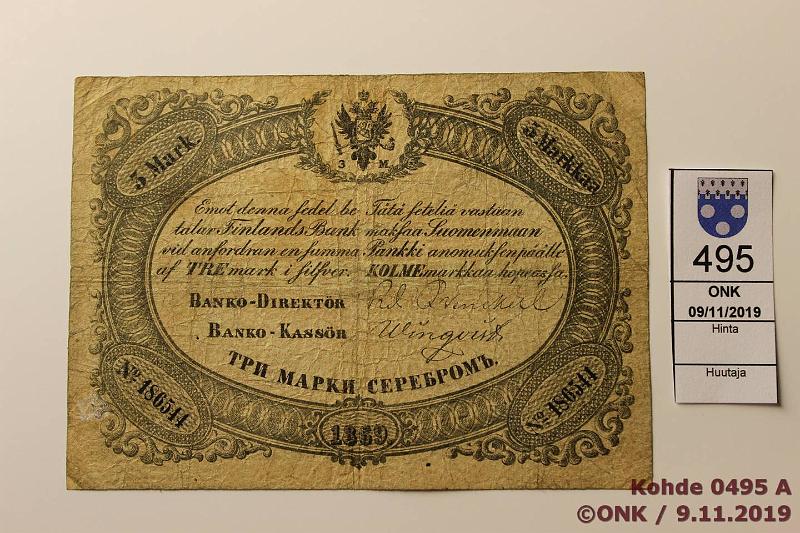 3 Mark
3 Markkaa
3 M.
Emot denna sedel be
talar Finlands Bank
vid anfordran en summa
af TRE mark i silfver.
Tätä seteliä vastaan
maksaa Suomenmaan
Pankki anomuksenpäälle
KOLME markkaa hopeassa.
BANKO-DIREKTÖR
BANKO-KASSÖR Winqvist
ТРИ МАРКИ СЕРЕБРОМЪ.
No. 186544
No. 186544
1869
495
ONK
09/11/2019
Hinta
Huutaja
Kohde 0495 A
©ONK / 9.11.2019